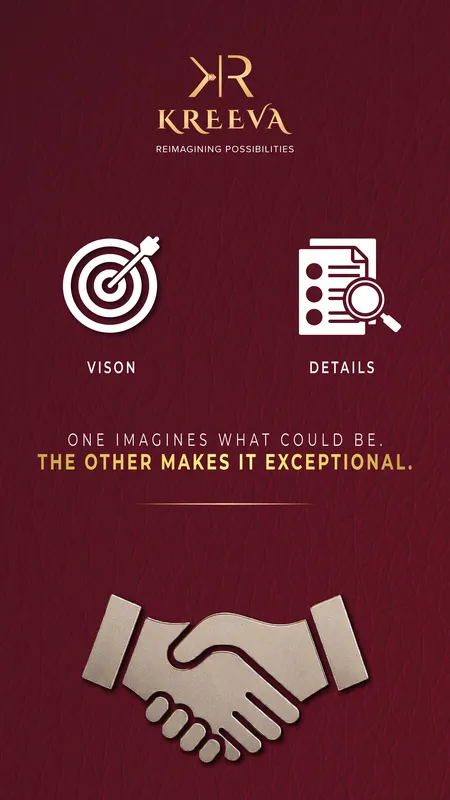 KR
KREEVA
REIMAGINING POSSIBILITIES
VISON
DETAILS
ONE IMAGINES WHAT COULD BE.
THE OTHER MAKES IT EXCEPTIONAL.